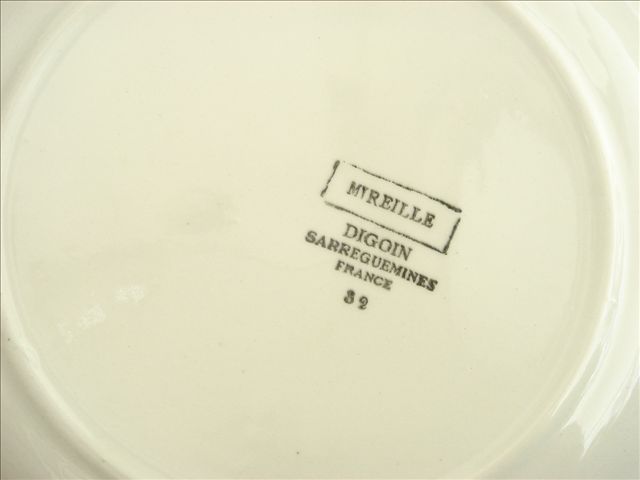 MYREILLE
DIGOIN
SARREGUEMINES
FRANCE
32